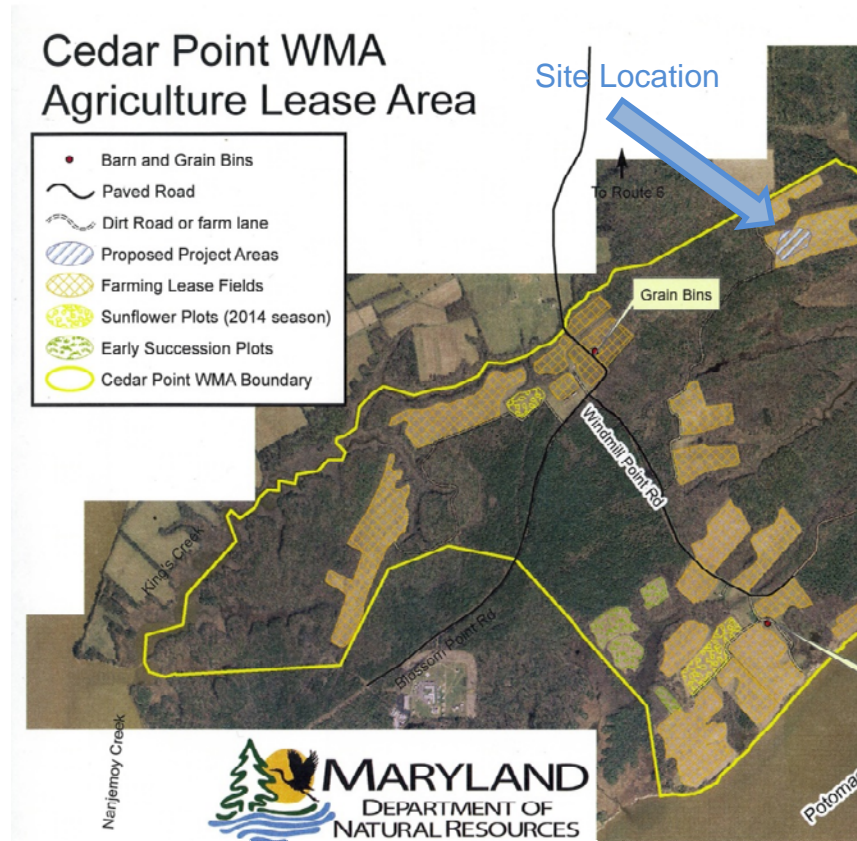 Cedar Point WMA
Agriculture Lease Area
Site Location
Barn and Grain Bins
Paved Road
Dirt Road or farm lane
Proposed Project Areas
Farming Lease Fields
Sunflower Plots (2014 season)
Early Succession Plots
Cedar Point WMA Boundary
To Route 6
Grain Bins
Windmill Point Rd
King's Creek
Blossom Point Rd
Nanjemoy Creek
Potoma
MARYLAND
DEPARTMENT OF
NATURAL RESOURCES